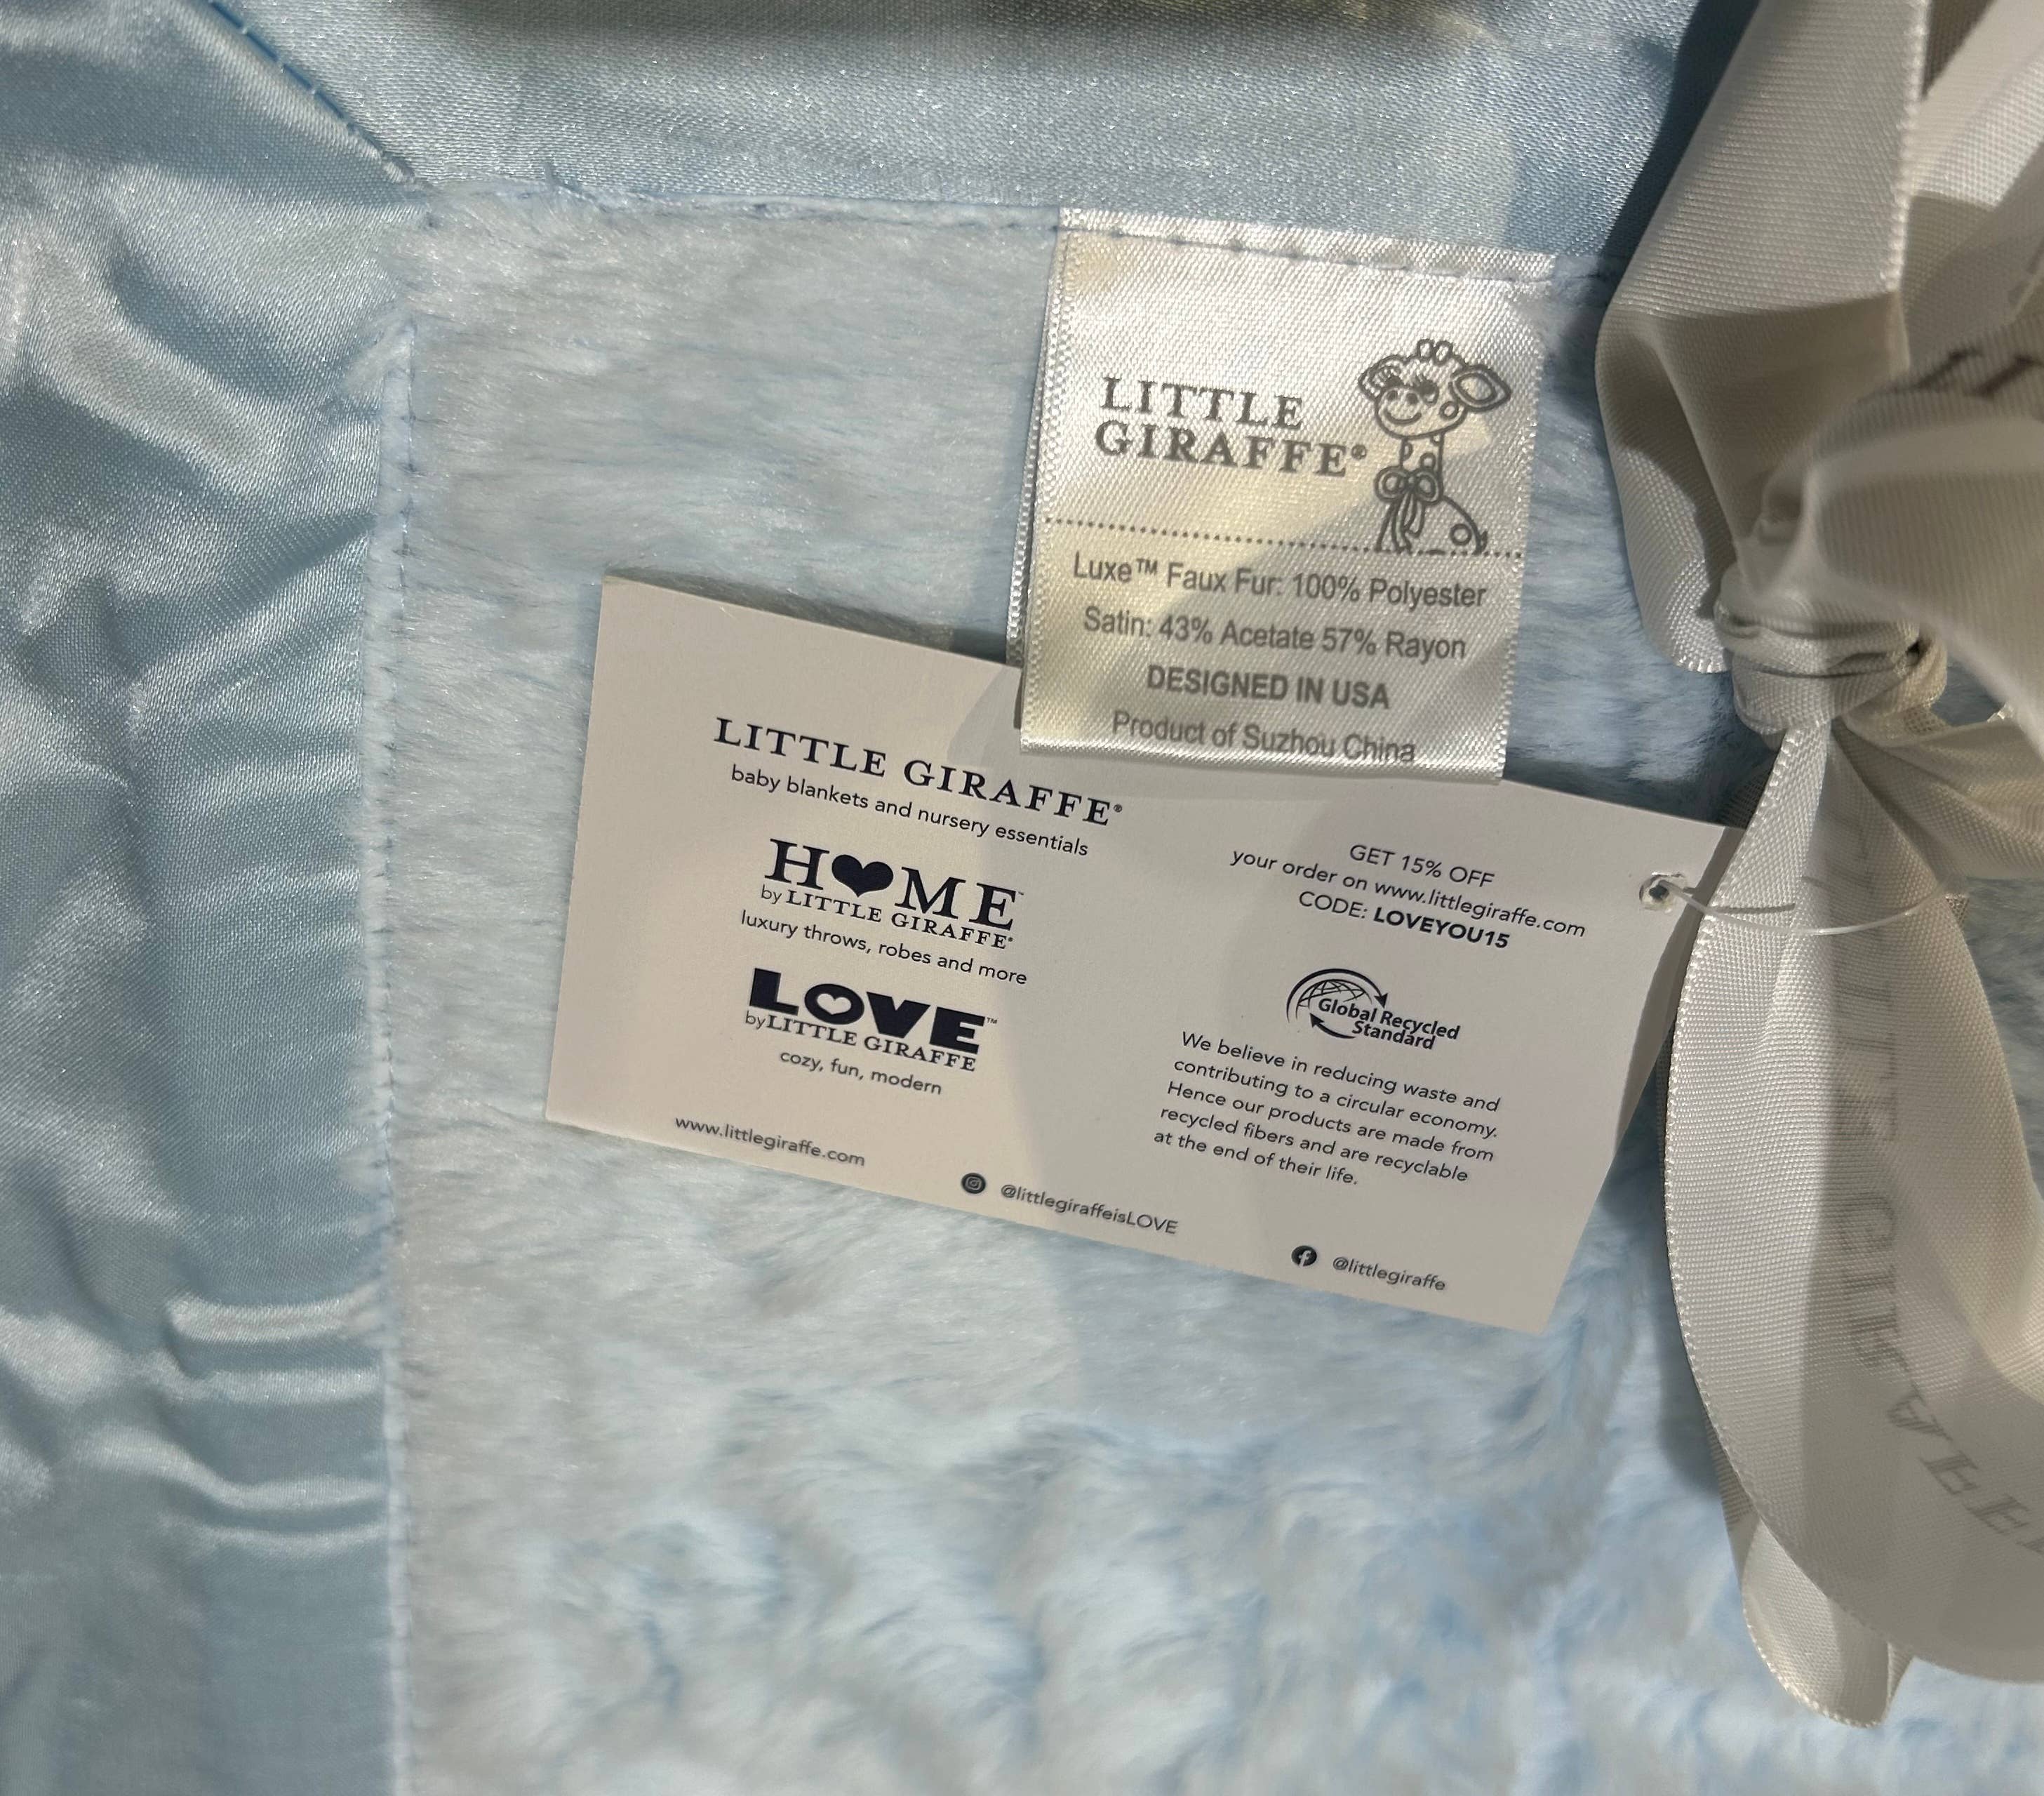 LITTLE
GIRAFFE®
Luxe™ Faux Fur: 100% Polyester
Satin: 43% Acetate 57% Rayon
DESIGNED IN USA
Product of Suzhou China
LITTLE GIRAFFE®
baby blankets and nursery essentials
H♥ME™
by LITTLE GIRAFFE®
luxury throws, robes and more
LOVE™
by LITTLE GIRAFFE
cozy, fun, modern
www.littlegiraffe.com
@littlegiraffeisLOVE
GET 15% OFF
your order on www.littlegiraffe.com
CODE: LOVEYOU15
Global Recycled
Standard
We believe in reducing waste and
contributing to a circular economy.
Hence our products are made from
recycled fibers and are recyclable
at the end of their life.
@littlegiraffe